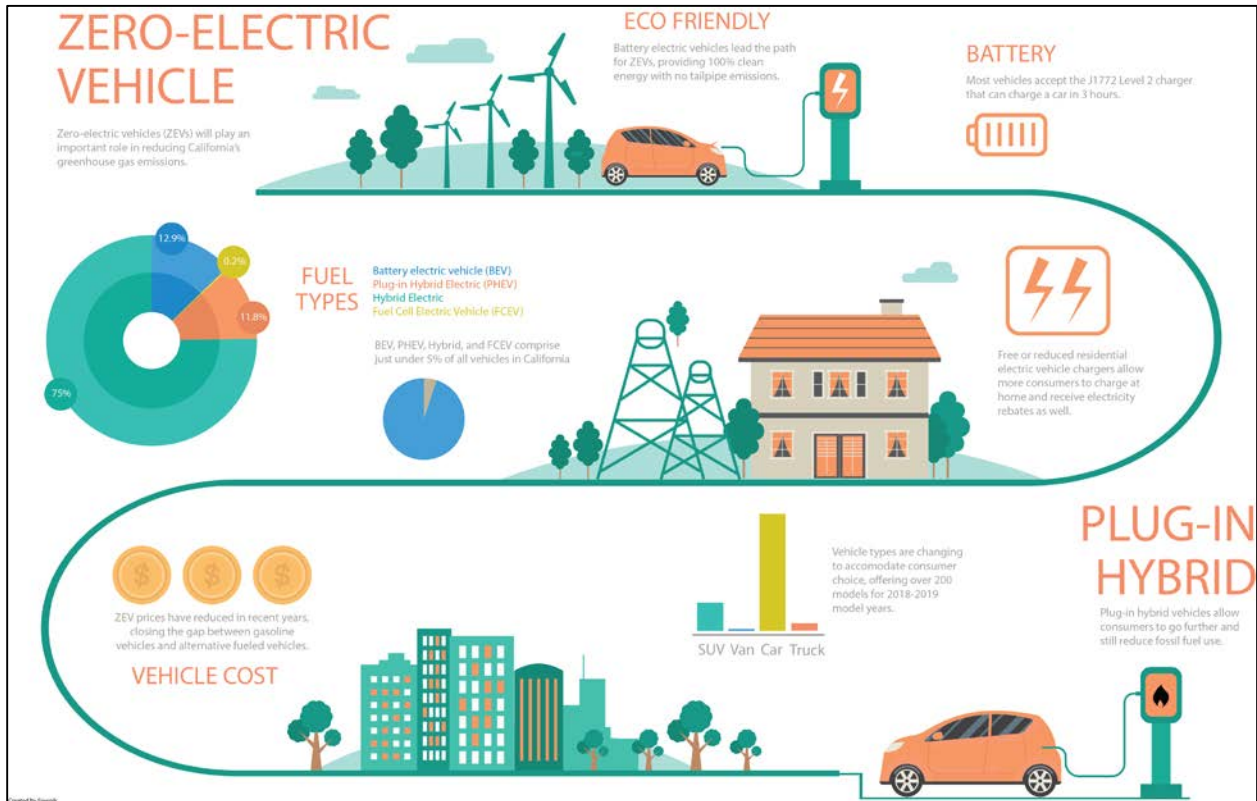 ZERO-ELECTRIC
VEHICLE
Zero-electric vehicles (ZEVs) will play an
important role in reducing California's
greenhouse gas emissions.
ECO FRIENDLY
Battery electric vehicles lead the path
for ZEVs, providing 100% clean
energy with no tailpipe emissions.
BATTERY
Most vehicles accept the J1772 Level 2 charger
that can charge a car in 3 hours.
12.9%
0.2%
11.8%
75%
FUEL
TYPES
Battery electric vehicle (BEV)
Plug-in Hybrid Electric (PHEV)
Hybrid Electric
Fuel Cell Electric Vehicle (FCEV)
BEV, PHEV, Hybrid, and FCEV comprise
just under 5% of all vehicles in California
Free or reduced residential
electric vehicle chargers allow
more consumers to charge at
home and receive electricity
rebates as well.
$ $ $
ZEV prices have reduced in recent years,
closing the gap between gasoline
vehicles and alternative fueled vehicles.
VEHICLE COST
SUV Van Car Truck
Vehicle types are changing
to accomodate consumer
choice, offering over 200
models for 2018-2019
model years.
PLUG-IN
HYBRID
Plug-in hybrid vehicles allow
consumers to go further and
still reduce fossil fuel use.
Created by